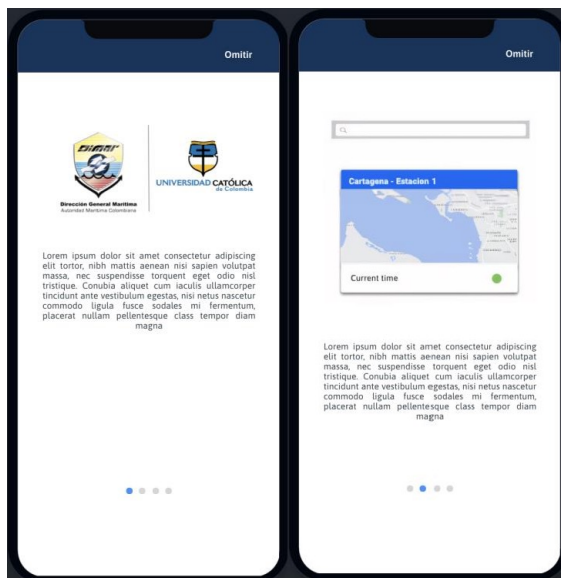 Omitir
DIMAR
Dirección General Marítima
Autoridad Marítima Colombiana
UNIVERSIDAD CATÓLICA
de Colombia
Lorem ipsum dolor sit amet consectetur adipiscing
elit tortor, nibh mattis aenean nisi sapien volutpat
massa, nec suspendisse torquent eget odio nisl
tristique. Conubia aliquet cum iaculis ullamcorper
tincidunt ante vestibulum egestas, nisi netus nascetur
commodo ligula fusce sodales mi fermentum,
placerat nullam pellentesque class tempor diam
magna
Omitir
Cartagena - Estacion 1
Current time
Lorem ipsum dolor sit amet consectetur adipiscing
elit tortor, nibh mattis aenean nisi sapien volutpat
massa, nec suspendisse torquent eget odio nisl
tristique. Conubia aliquet cum iaculis ullamcorper
tincidunt ante vestibulum egestas, nisi netus nascetur
commodo ligula fusce sodales mi fermentum,
placerat nullam pellentesque class tempor diam
magna